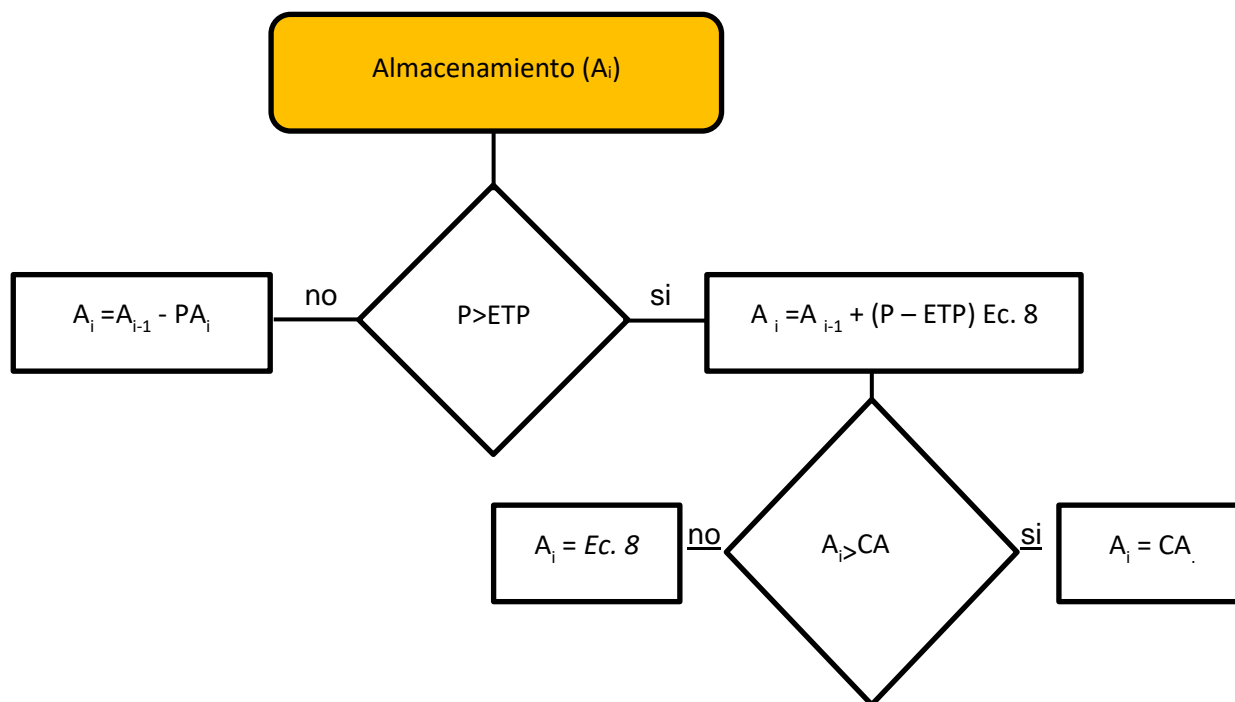 Almacenamiento (Ai)
no
P>ETP
si
Ai =Ai-1 - PAi
A i =A i-1 + (P – ETP) Ec. 8
Ai = Ec. 8
no
Ai>CA
si
Ai = CA.